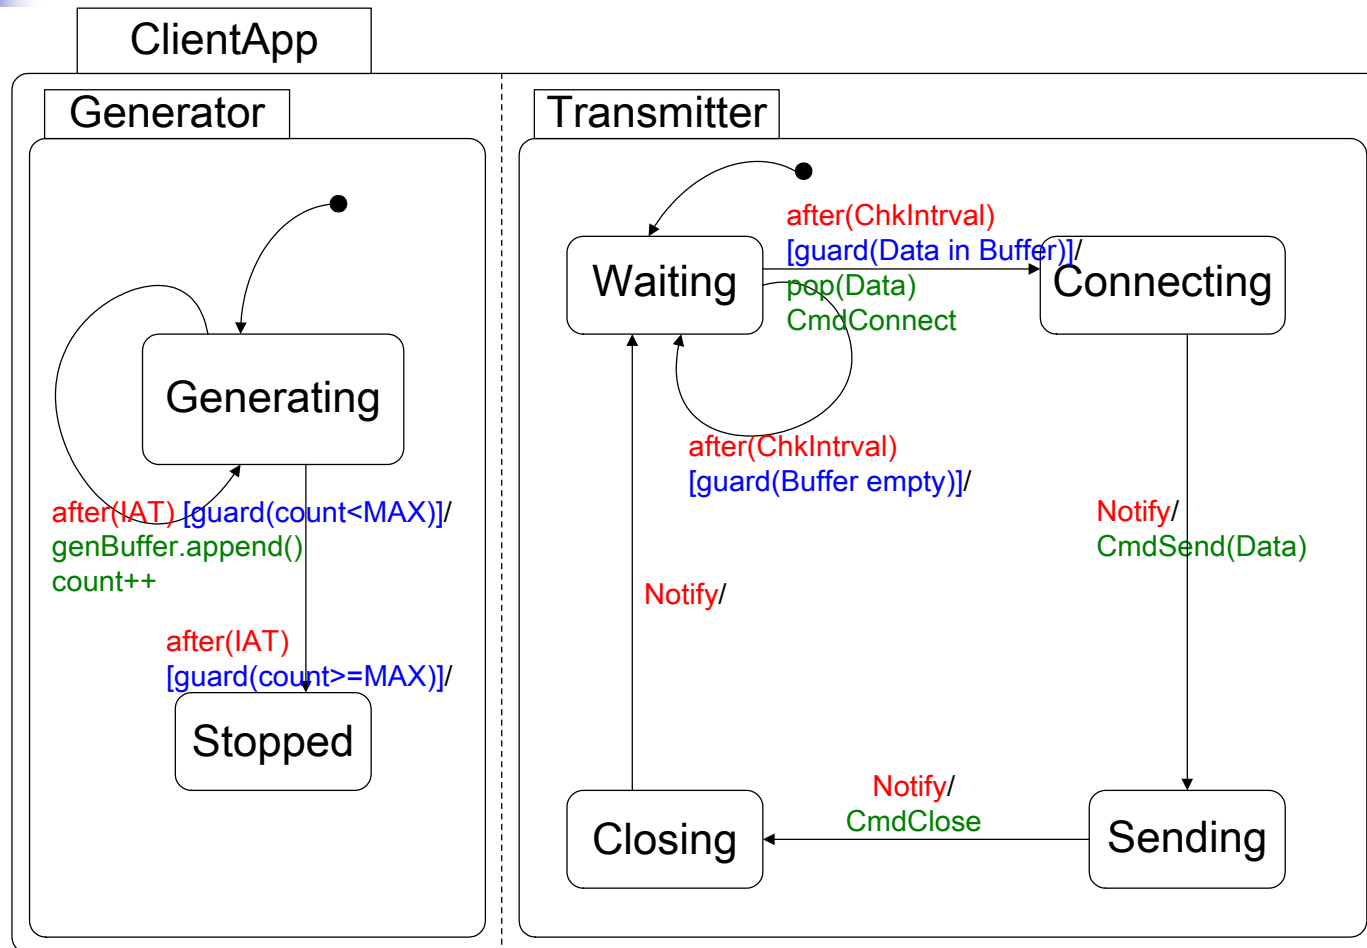 ClientApp
Generator
Transmitter
after(ChkIntrval)
[guard(Data in Buffer)]/
pop(Data)
CmdConnect
Waiting
Connecting
Generating
after(ChkIntrval)
[guard(Buffer empty)]/
after(IAT) [guard(count<MAX)]/
genBuffer.append()
count++
Notify/
CmdSend(Data)
Notify/
after(IAT)
[guard(count>=MAX)]/
Stopped
Notify/
CmdClose
Closing
Sending